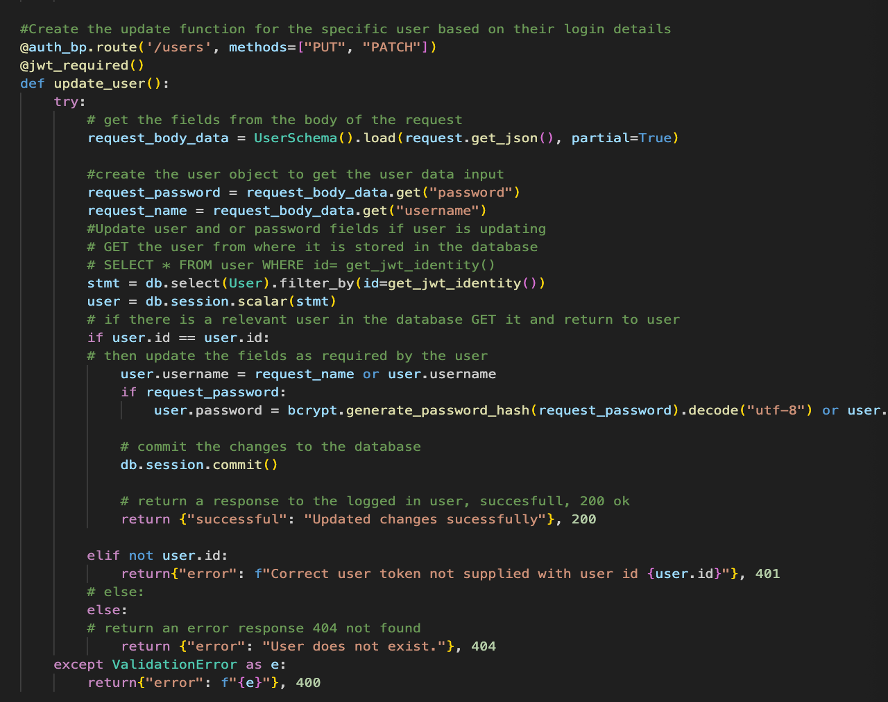 #Create the update function for the specific user based on their login details
@auth_bp.route('/users', methods=["PUT", "PATCH"])
@jwt_required()
def update_user():
    try:
        # get the fields from the body of the request
        request_body_data = UserSchema().load(request.get_json(), partial=True)

        #create the user object to get the user data input
        request_password = request_body_data.get("password")
        request_name = request_body_data.get("username")
        #Update user and or password fields if user is updating
        # GET the user from where it is stored in the database
        # SELECT * FROM user WHERE id= get_jwt_identity()
        stmt = db.select(User).filter_by(id=get_jwt_identity())
        user = db.session.scalar(stmt)
        # if there is a relevant user in the database GET it and return to user
        if user.id == user.id:
        # then update the fields as required by the user
            user.username = request_name or user.username
            if request_password:
                user.password = bcrypt.generate_password_hash(request_password).decode("utf-8") or user.

            # commit the changes to the database
            db.session.commit()

            # return a response to the logged in user, succesfull, 200 ok
            return {"successful": "Updated changes sucessfully"}, 200

        elif not user.id:
            return{"error": f"Correct user token not supplied with user id {user.id}"}, 401
        # else:
        else:
        # return an error response 404 not found
            return {"error": "User does not exist."}, 404
    except ValidationError as e:
        return{"error": f"{e}"}, 400